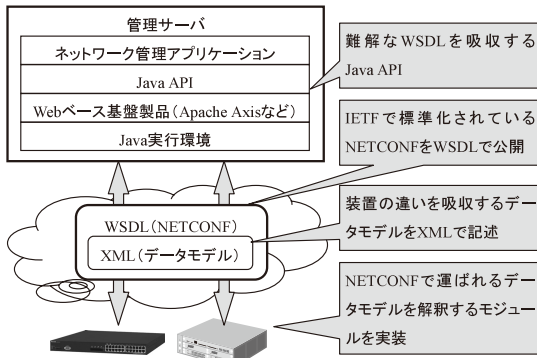 管理サーバ
ネットワーク管理アプリケーション
Java API
Webベース基盤製品(Apache Axisなど)
Java実行環境
難解なWSDLを吸収する
Java API
IETFで標準化されている
NETCONFをWSDLで公開
WSDL(NETCONF)
XML(データモデル)
装置の違いを吸収するデー
タモデルをXMLで記述
NETCONFで運ばれるデー
タモデルを解釈するモジュー
ルを実装